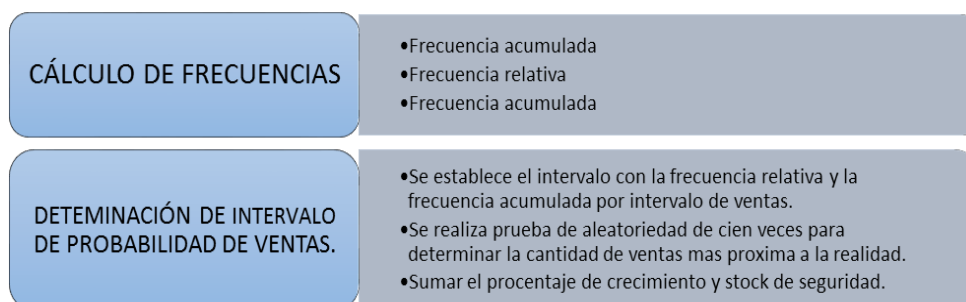 CÁLCULO DE FRECUENCIAS
•Frecuencia acumulada
•Frecuencia relativa
•Frecuencia acumulada
DETEMINACIÓN DE INTERVALO
DE PROBABILIDAD DE VENTAS.
•Se establece el intervalo con la frecuencia relativa y la
frecuencia acumulada por intervalo de ventas.
•Se realiza prueba de aleatoriedad de cien veces para
determinar la cantidad de ventas mas proxima a la realidad.
•Sumar el procentaje de crecimiento y stock de seguridad.